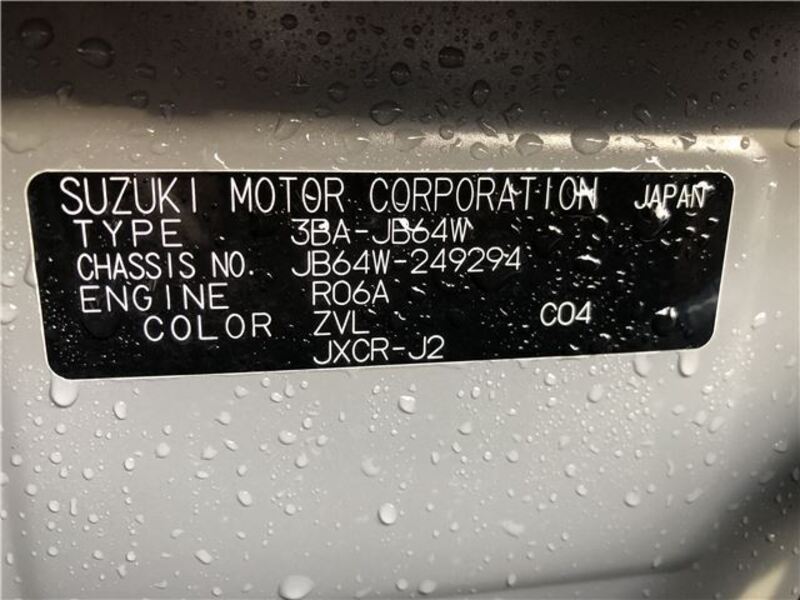 SUZUKI MOTOR CORPORATION JAPAN
TYPE 3BA-JB64W
CHASSIS NO. JB64W-249294
ENGINE R06A
COLOR ZVL C04
JXCR-J2